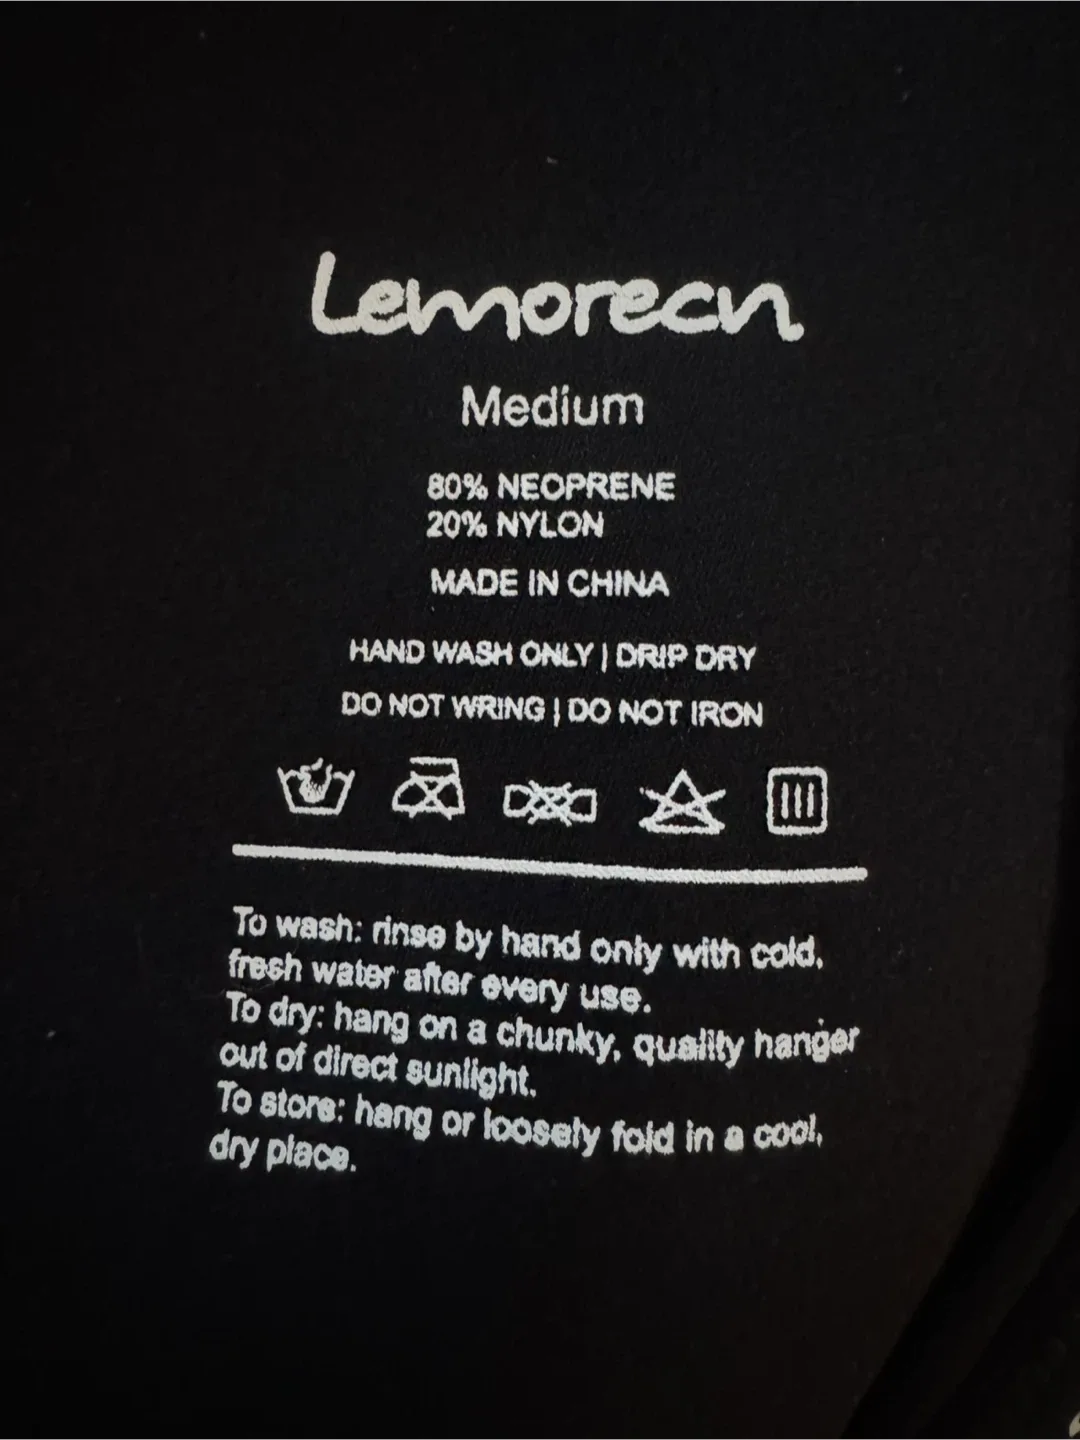 Lemorecn
Medium
80% NEOPRENE
20% NYLON
MADE IN CHINA
HAND WASH ONLY | DRIP DRY
DO NOT WRING | DO NOT IRON
To wash: rinse by hand only with cold,
fresh water after every use.
To dry: hang on a chunky, quality hanger
out of direct sunlight.
To store: hang or loosely fold in a cool,
dry place.